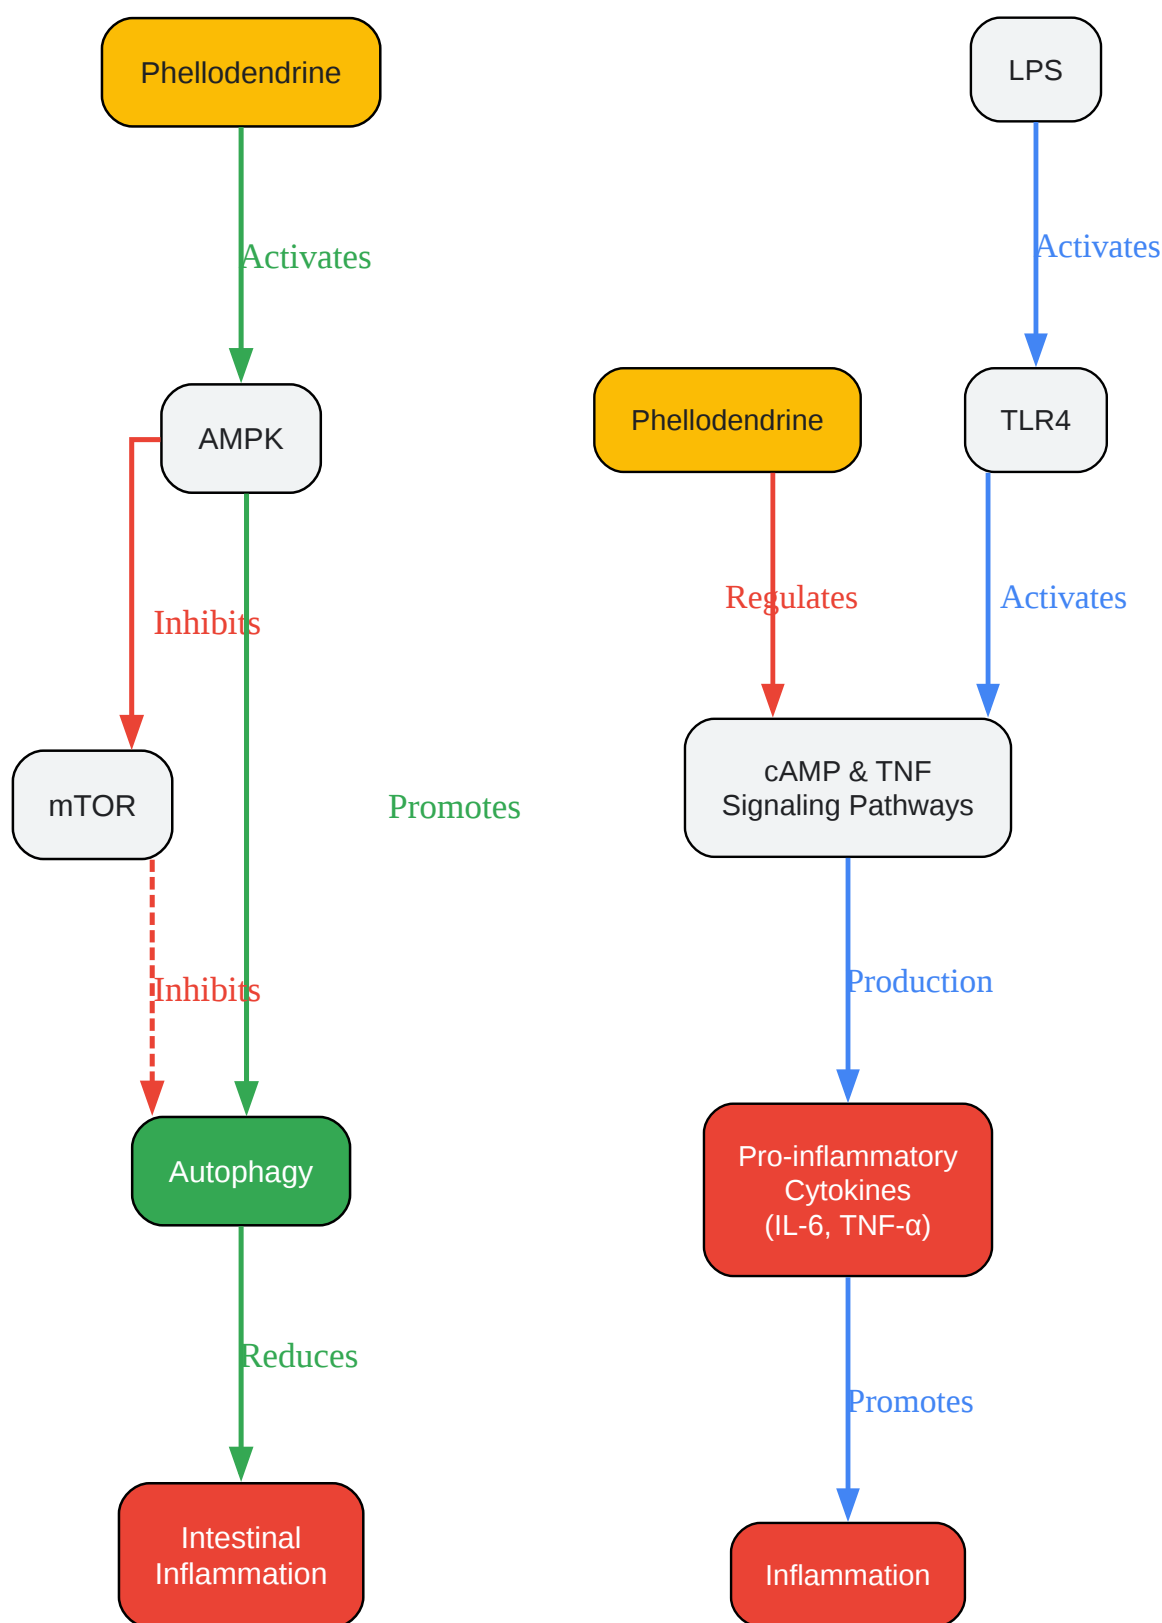 Phellodendrine
Activates
AMPK
Inhibits
mTOR
Promotes
Inhibits
Autophagy
Reduces
Intestinal
Inflammation
LPS
Activates
Phellodendrine
TLR4
Regulates
Activates
cAMP & TNF
Signaling Pathways
Production
Pro-inflammatory
Cytokines
(IL-6, TNF-α)
Promotes
Inflammation